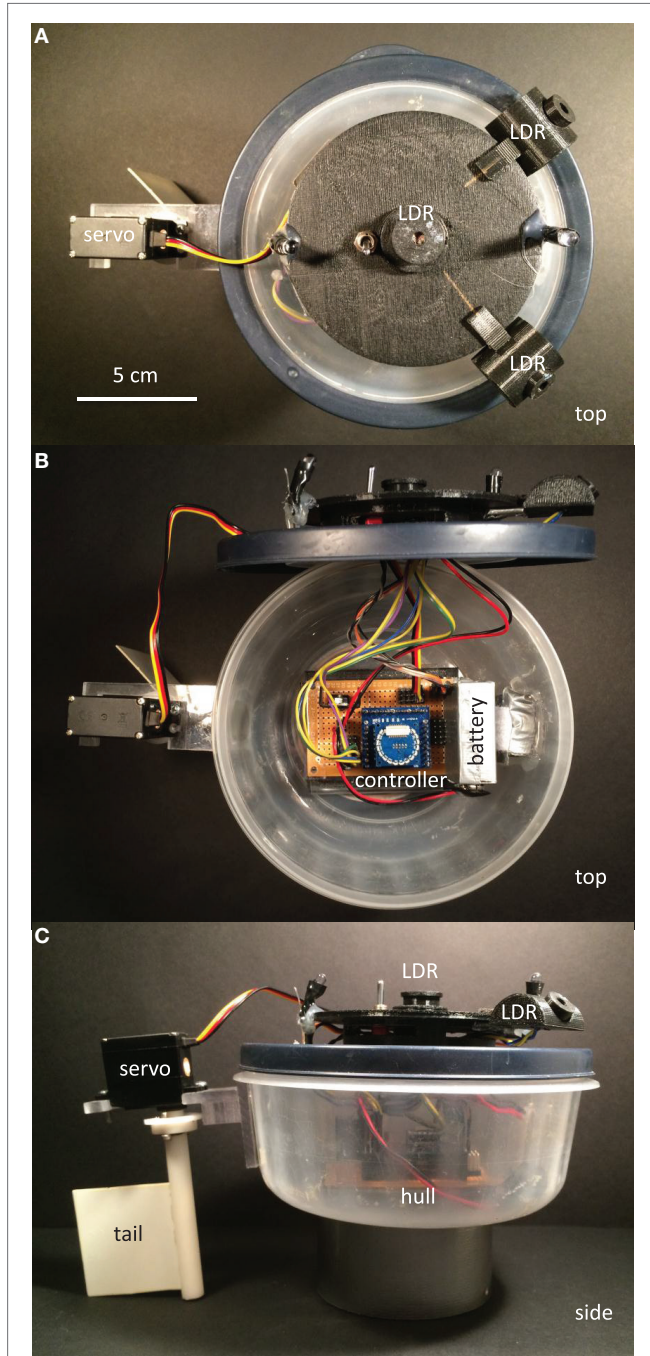 A
LDR
LDR
servo
LDR
5 cm
top
B
battery
controller
top
C
LDR
LDR
servo
hull
tail
side